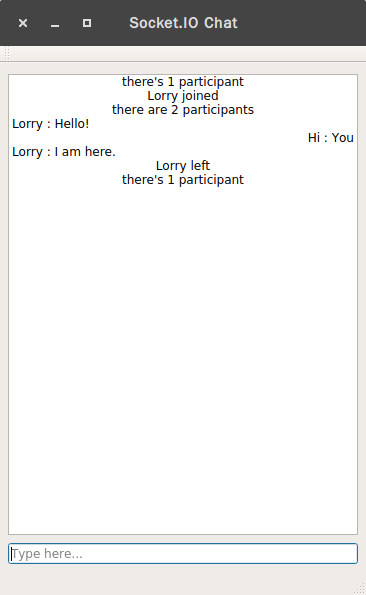 Socket.IO Chat
there's 1 participant
Lorry joined
there are 2 participants
Lorry : Hello!
Hi : You
Lorry : I am here.
Lorry left
there's 1 participant
Type here...